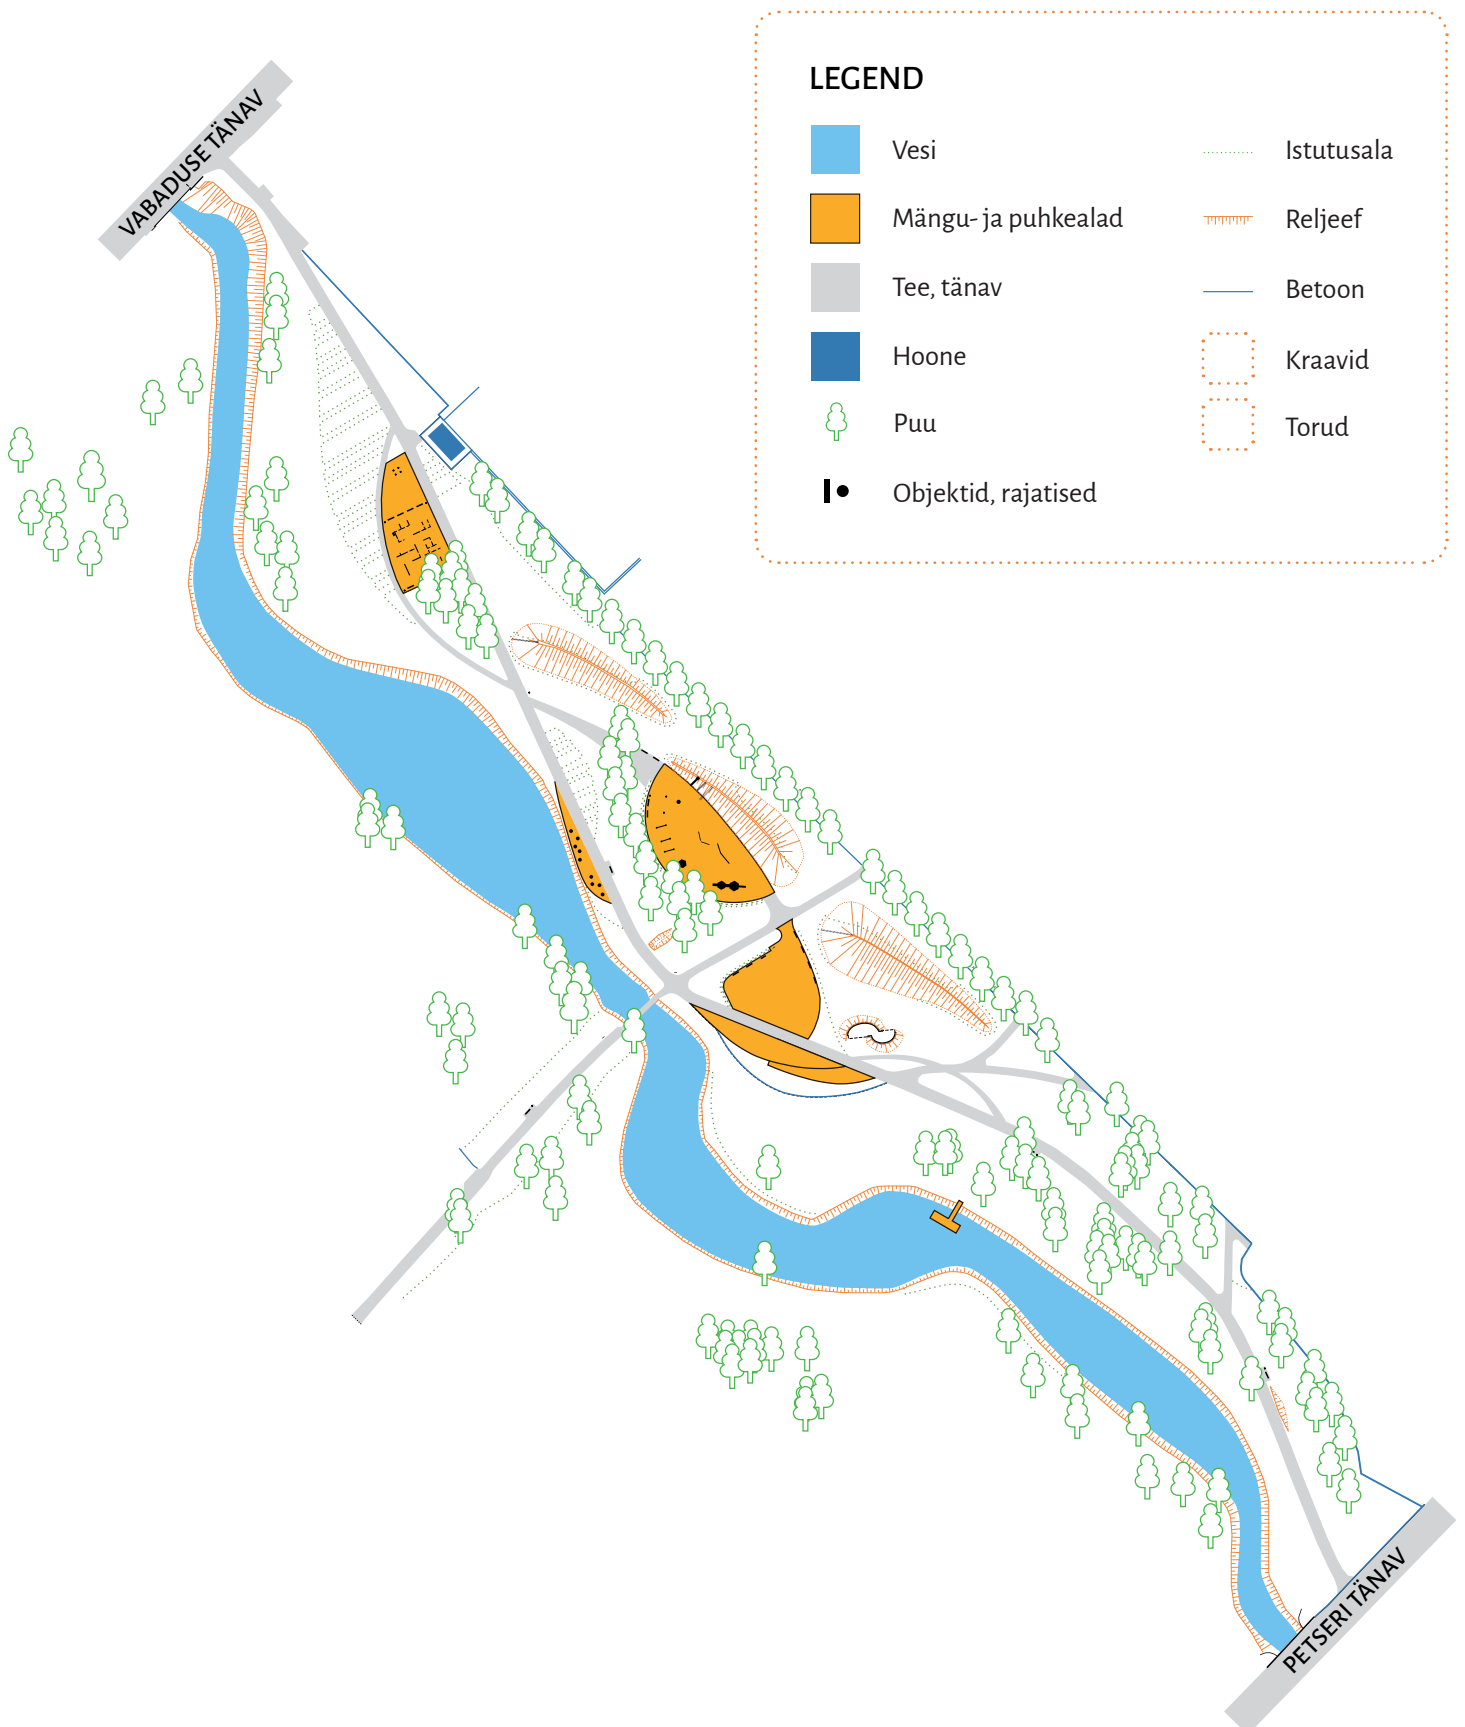 VABADUSE TÄNAV
LEGEND
Vesi
Mängu- ja puhkealad
Tee, tänav
Hoone
Puu
Objektid, rajatised
Istutusala
Reljeef
Betoon
Kraavid
Torud
PETSERI TÄNAV